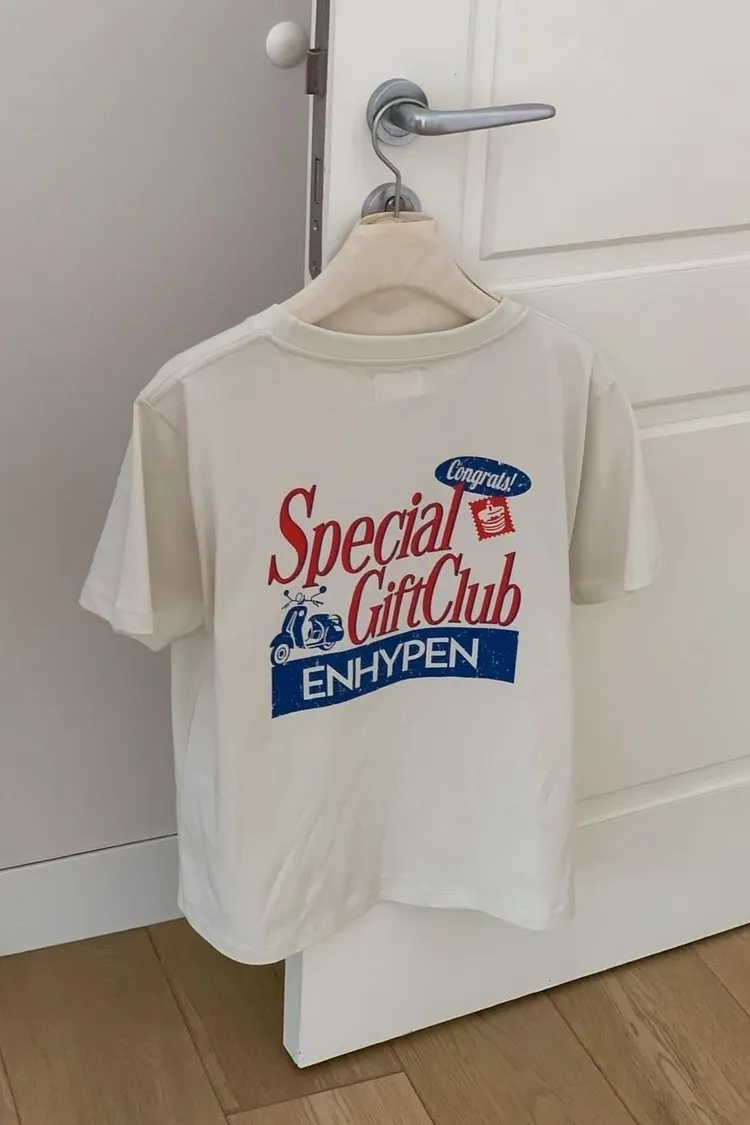 Congrats!
Special
GiftClub
ENHYPEN